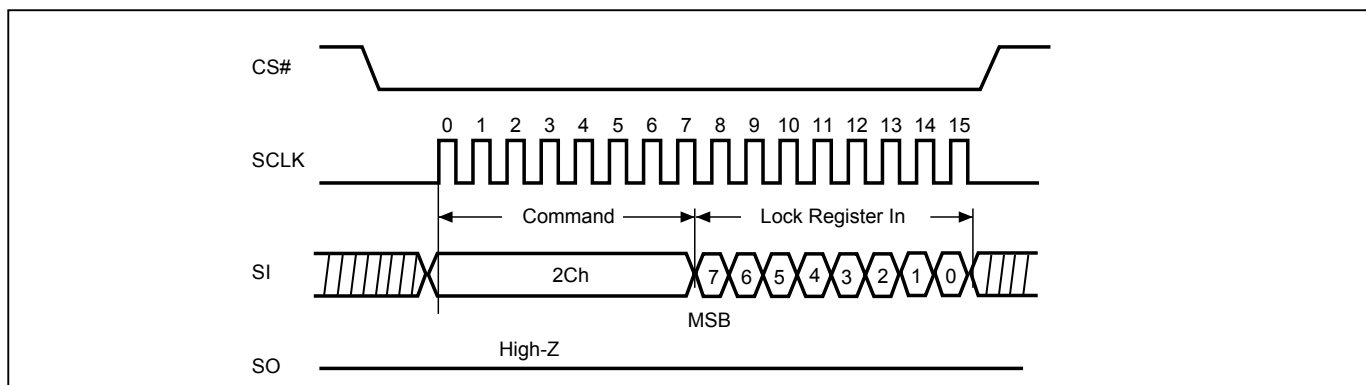 CS#
0 1 2 3 4 5 6 7 8 9 10 11 12 13 14 15
SCLK
Command Lock Register In
SI 2Ch 7 6 5 4 3 2 1 0
MSB
High-Z
SO